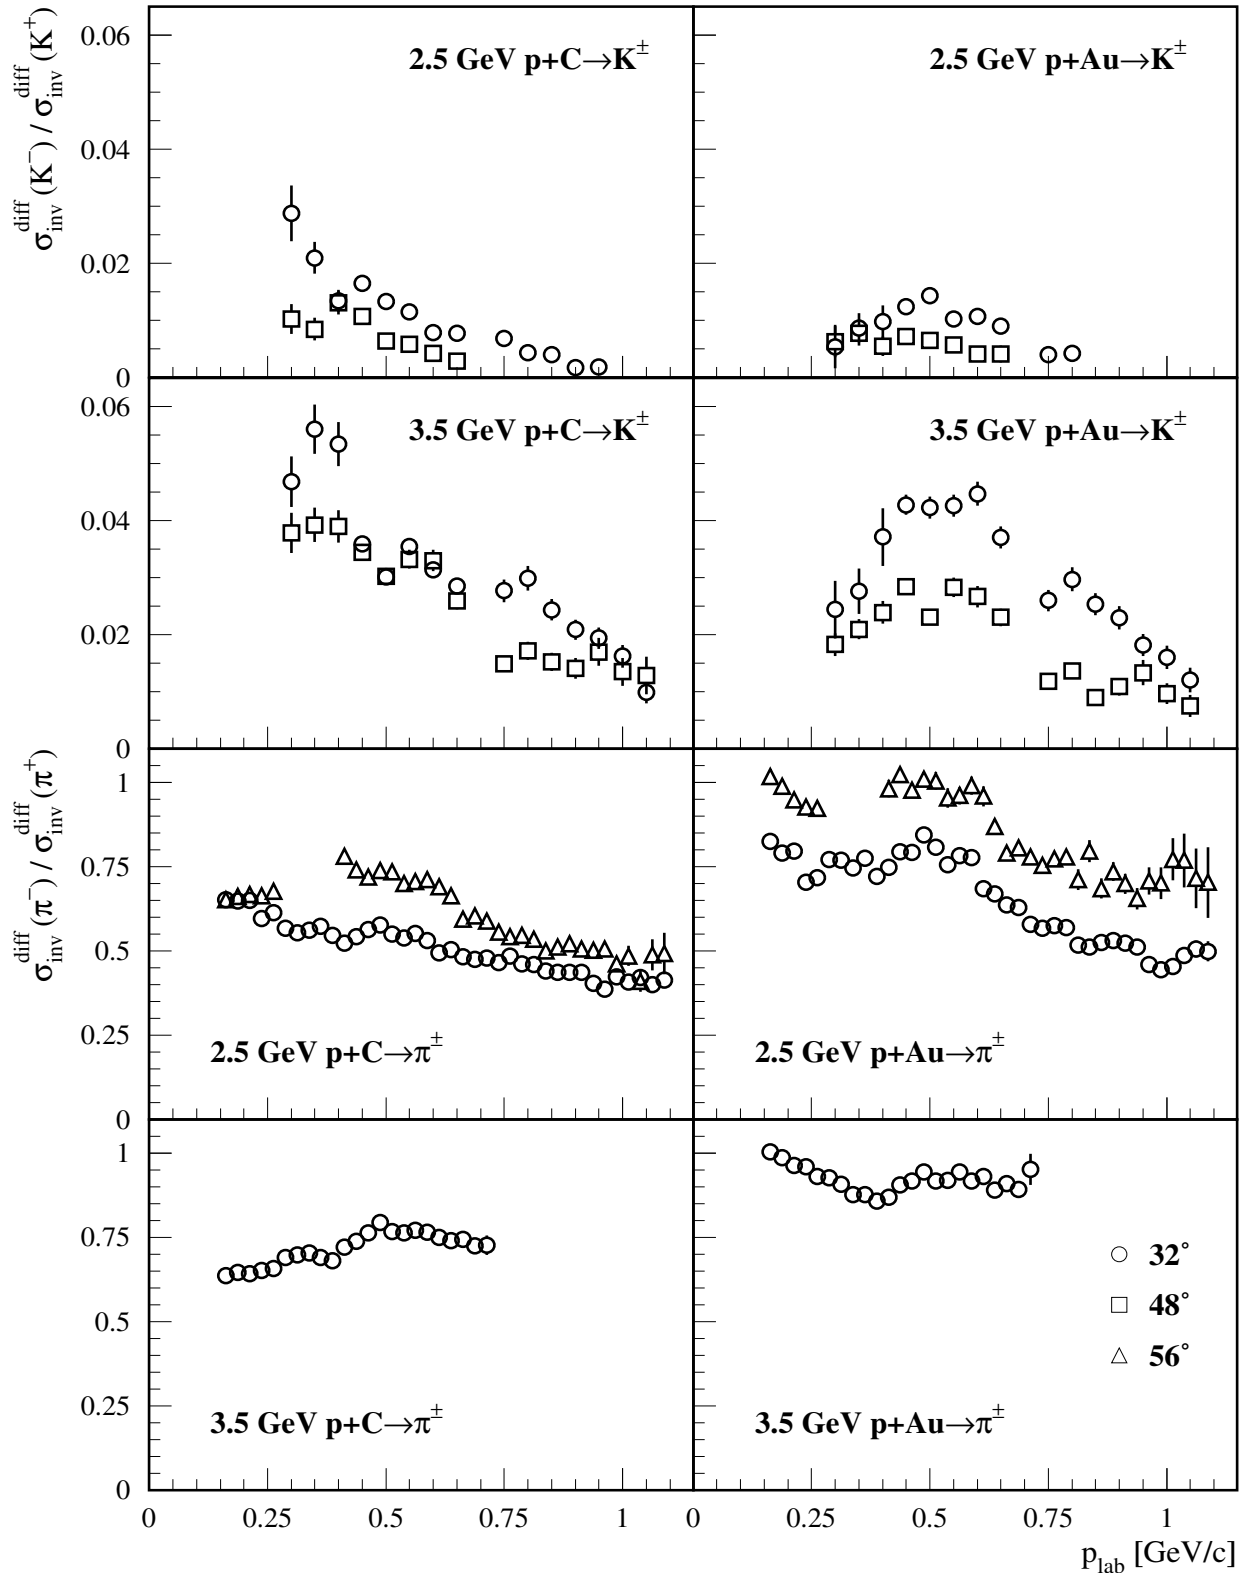 σ_inv^diff (K⁻) / σ_inv^diff (K⁺)
0.06
0.04
0.02
0
2.5 GeV p+C→K±
2.5 GeV p+Au→K±
0.06
0.04
0.02
0
3.5 GeV p+C→K±
3.5 GeV p+Au→K±
σ_inv^diff (π⁻) / σ_inv^diff (π⁺)
1
0.75
0.5
0.25
0
2.5 GeV p+C→π±
2.5 GeV p+Au→π±
1
0.75
0.5
0.25
0
3.5 GeV p+C→π±
3.5 GeV p+Au→π±
32°
48°
56°
0 0.25 0.5 0.75 1 0 0.25 0.5 0.75 1
p_lab [GeV/c]